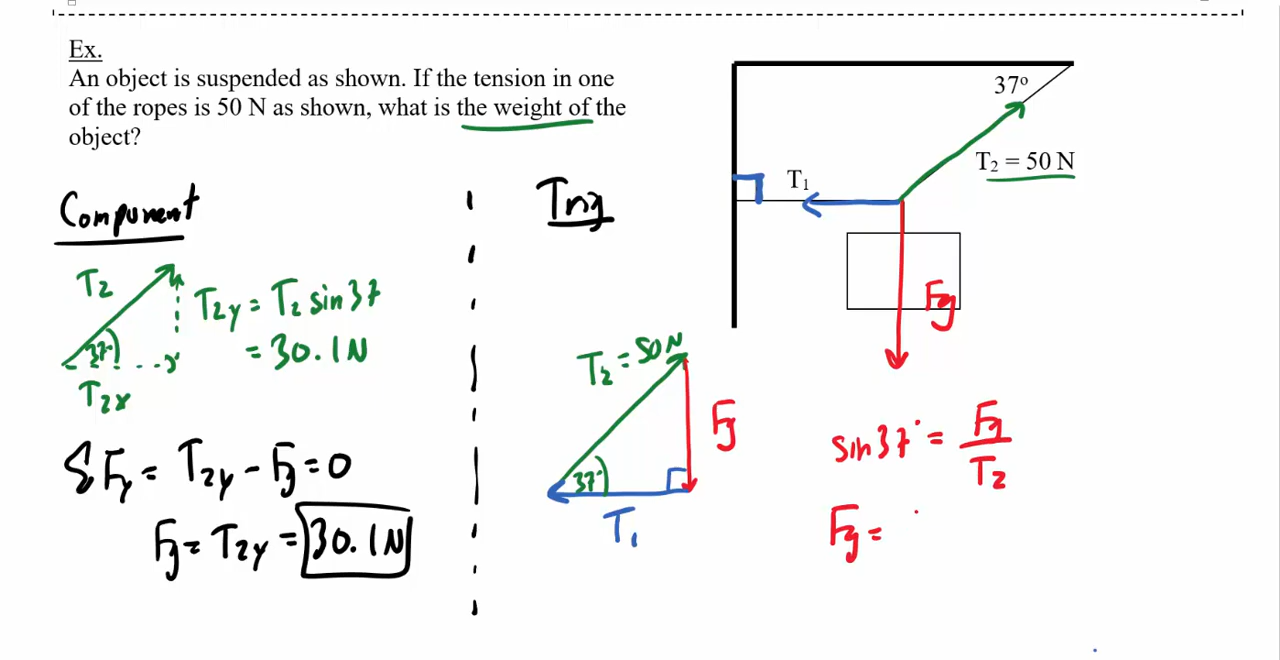 Ex.
An object is suspended as shown. If the tension in one
of the ropes is 50 N as shown, what is the weight of the
object?
37°
T₂ = 50 N
T₁
Fg
Component
T₂
37°
T₂y = T₂ sin 37
= 30.1 N
T₂x
ΣFy = T₂y - Fg = 0
Fg = T₂y = 30.1 N
Trig
T₂ = 50 N
Fg
37°
T₁
sin 37° = Fg / T₂
Fg =